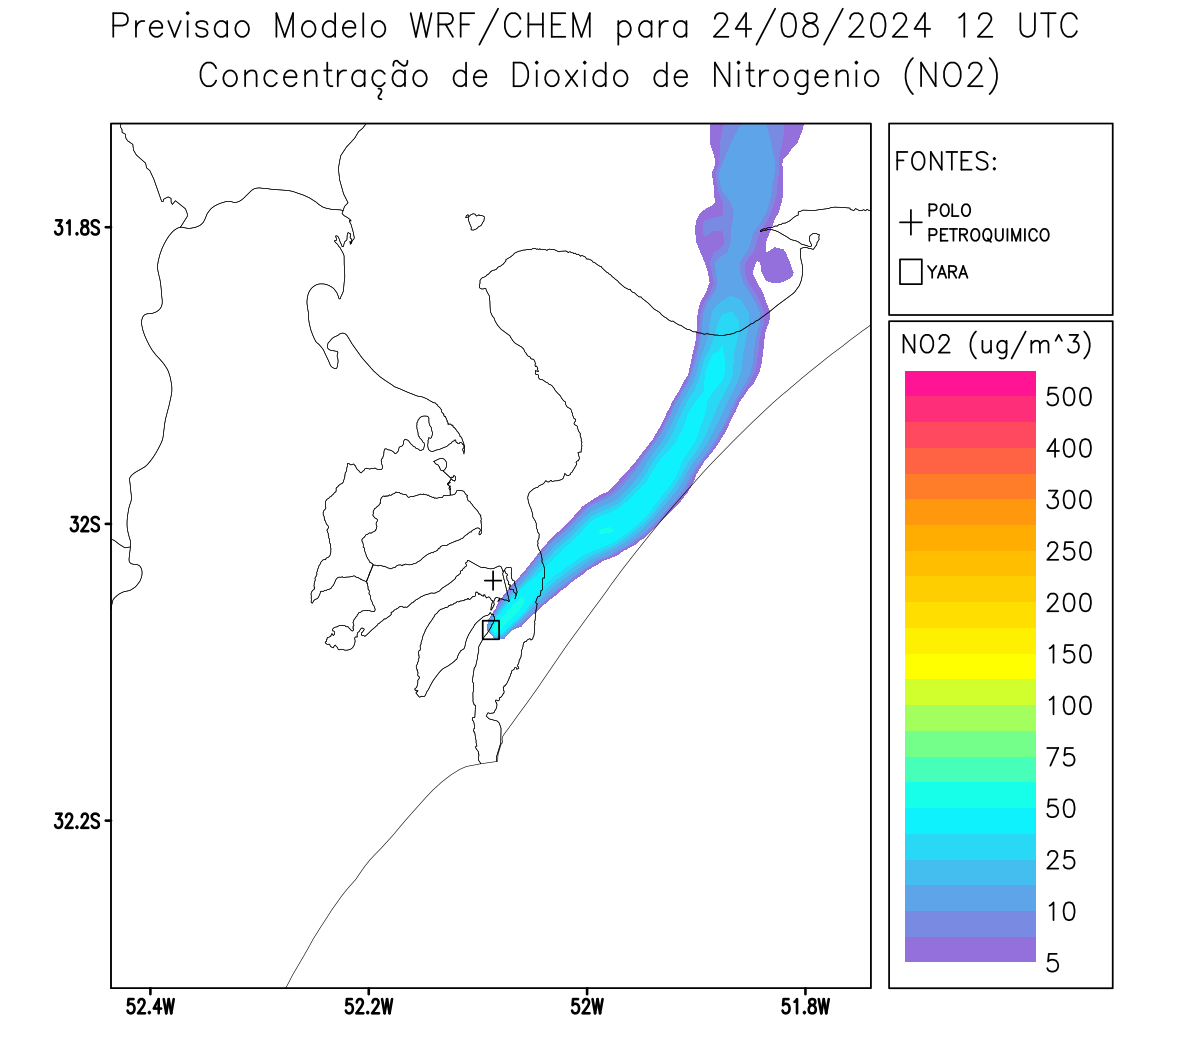 Previsao Modelo WRF/CHEM para 24/08/2024 12 UTC
Concentração de Dioxido de Nitrogenio (NO2)
FONTES:
POLO
PETROQUIMICO
YARA
31.8S
32S
32.2S
52.4W
52.2W
52W
51.8W
NO2 (ug/m^3)
500
400
300
250
200
150
100
75
50
25
10
5